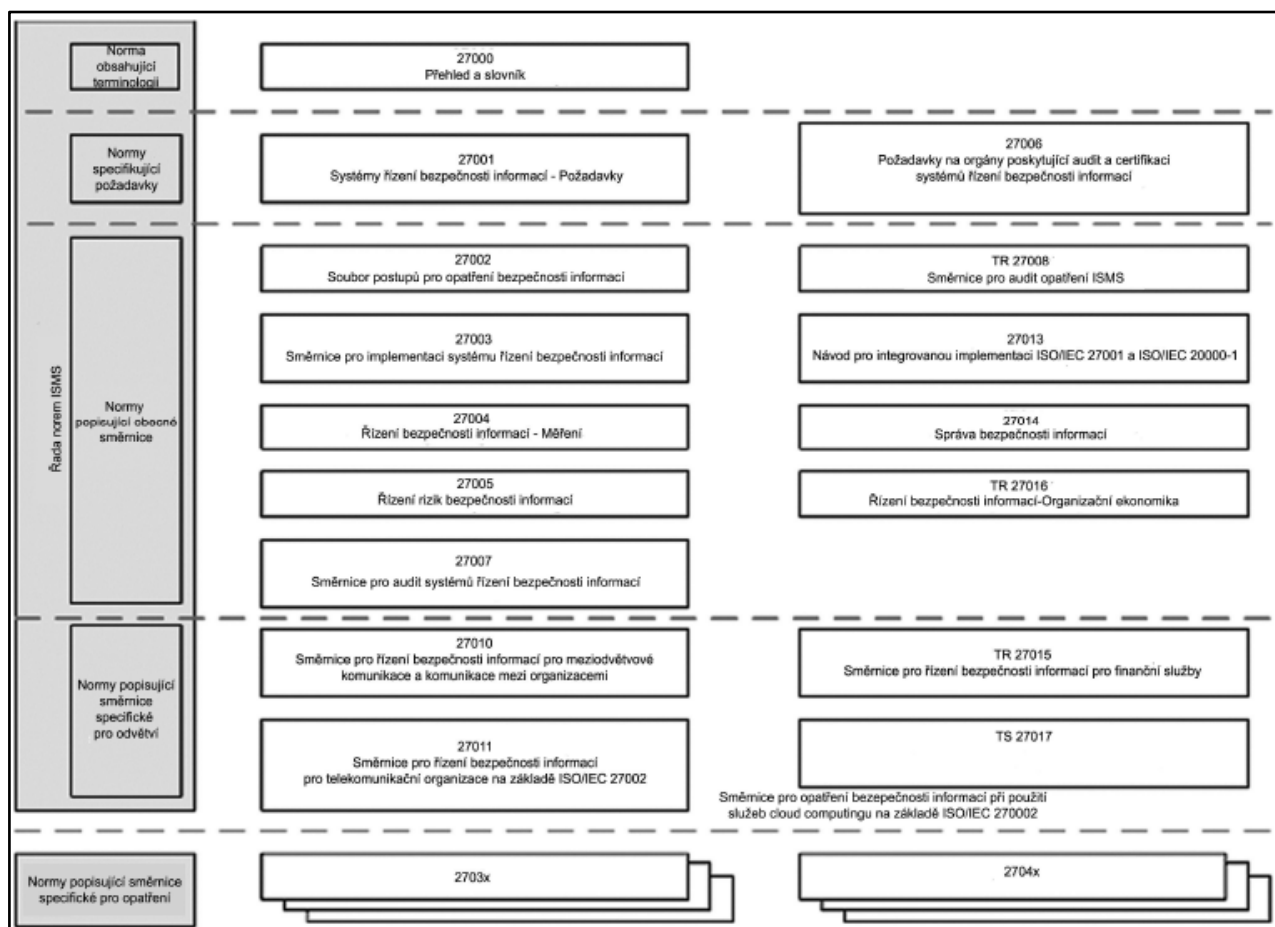 Norma
obsahující
terminologii
27000
Přehled a slovník
Normy
specifikující
požadavky
27001
Systémy řízení bezpečnosti informací - Požadavky
27006
Požadavky na orgány poskytující audit a certifikaci
systémů řízení bezpečnosti informací
Řada norem ISMS
Normy
popisující obecné
směrnice
27002
Soubor postupů pro opatření bezpečnosti informací
TR 27008
Směrnice pro audit opatření ISMS
27003
Směrnice pro implementaci systému řízení bezpečnosti informací
27013
Návod pro integrovanou implementaci ISO/IEC 27001 a ISO/IEC 20000-1
27004
Řízení bezpečnosti informací - Měření
27014
Správa bezpečnosti informací
27005
Řízení rizik bezpečnosti informací
TR 27016
Řízení bezpečnosti informací-Organizační ekonomika
27007
Směrnice pro audit systémů řízení bezpečnosti informací
Normy popisující
směrnice
specifické
pro odvětví
27010
Směrnice pro řízení bezpečnosti informací pro meziodvětvové
komunikace a komunikace mezi organizacemi
TR 27015
Směrnice pro řízení bezpečnosti informací pro finanční služby
27011
Směrnice pro řízení bezpečnosti informací
pro telekomunikační organizace na základě ISO/IEC 27002
TS 27017
Směrnice pro opatření bezepečnosti informací při použití
služeb cloud computingu na základě ISO/IEC 270002
Normy popisující směrnice
specifické pro opatření
2703x
2704x